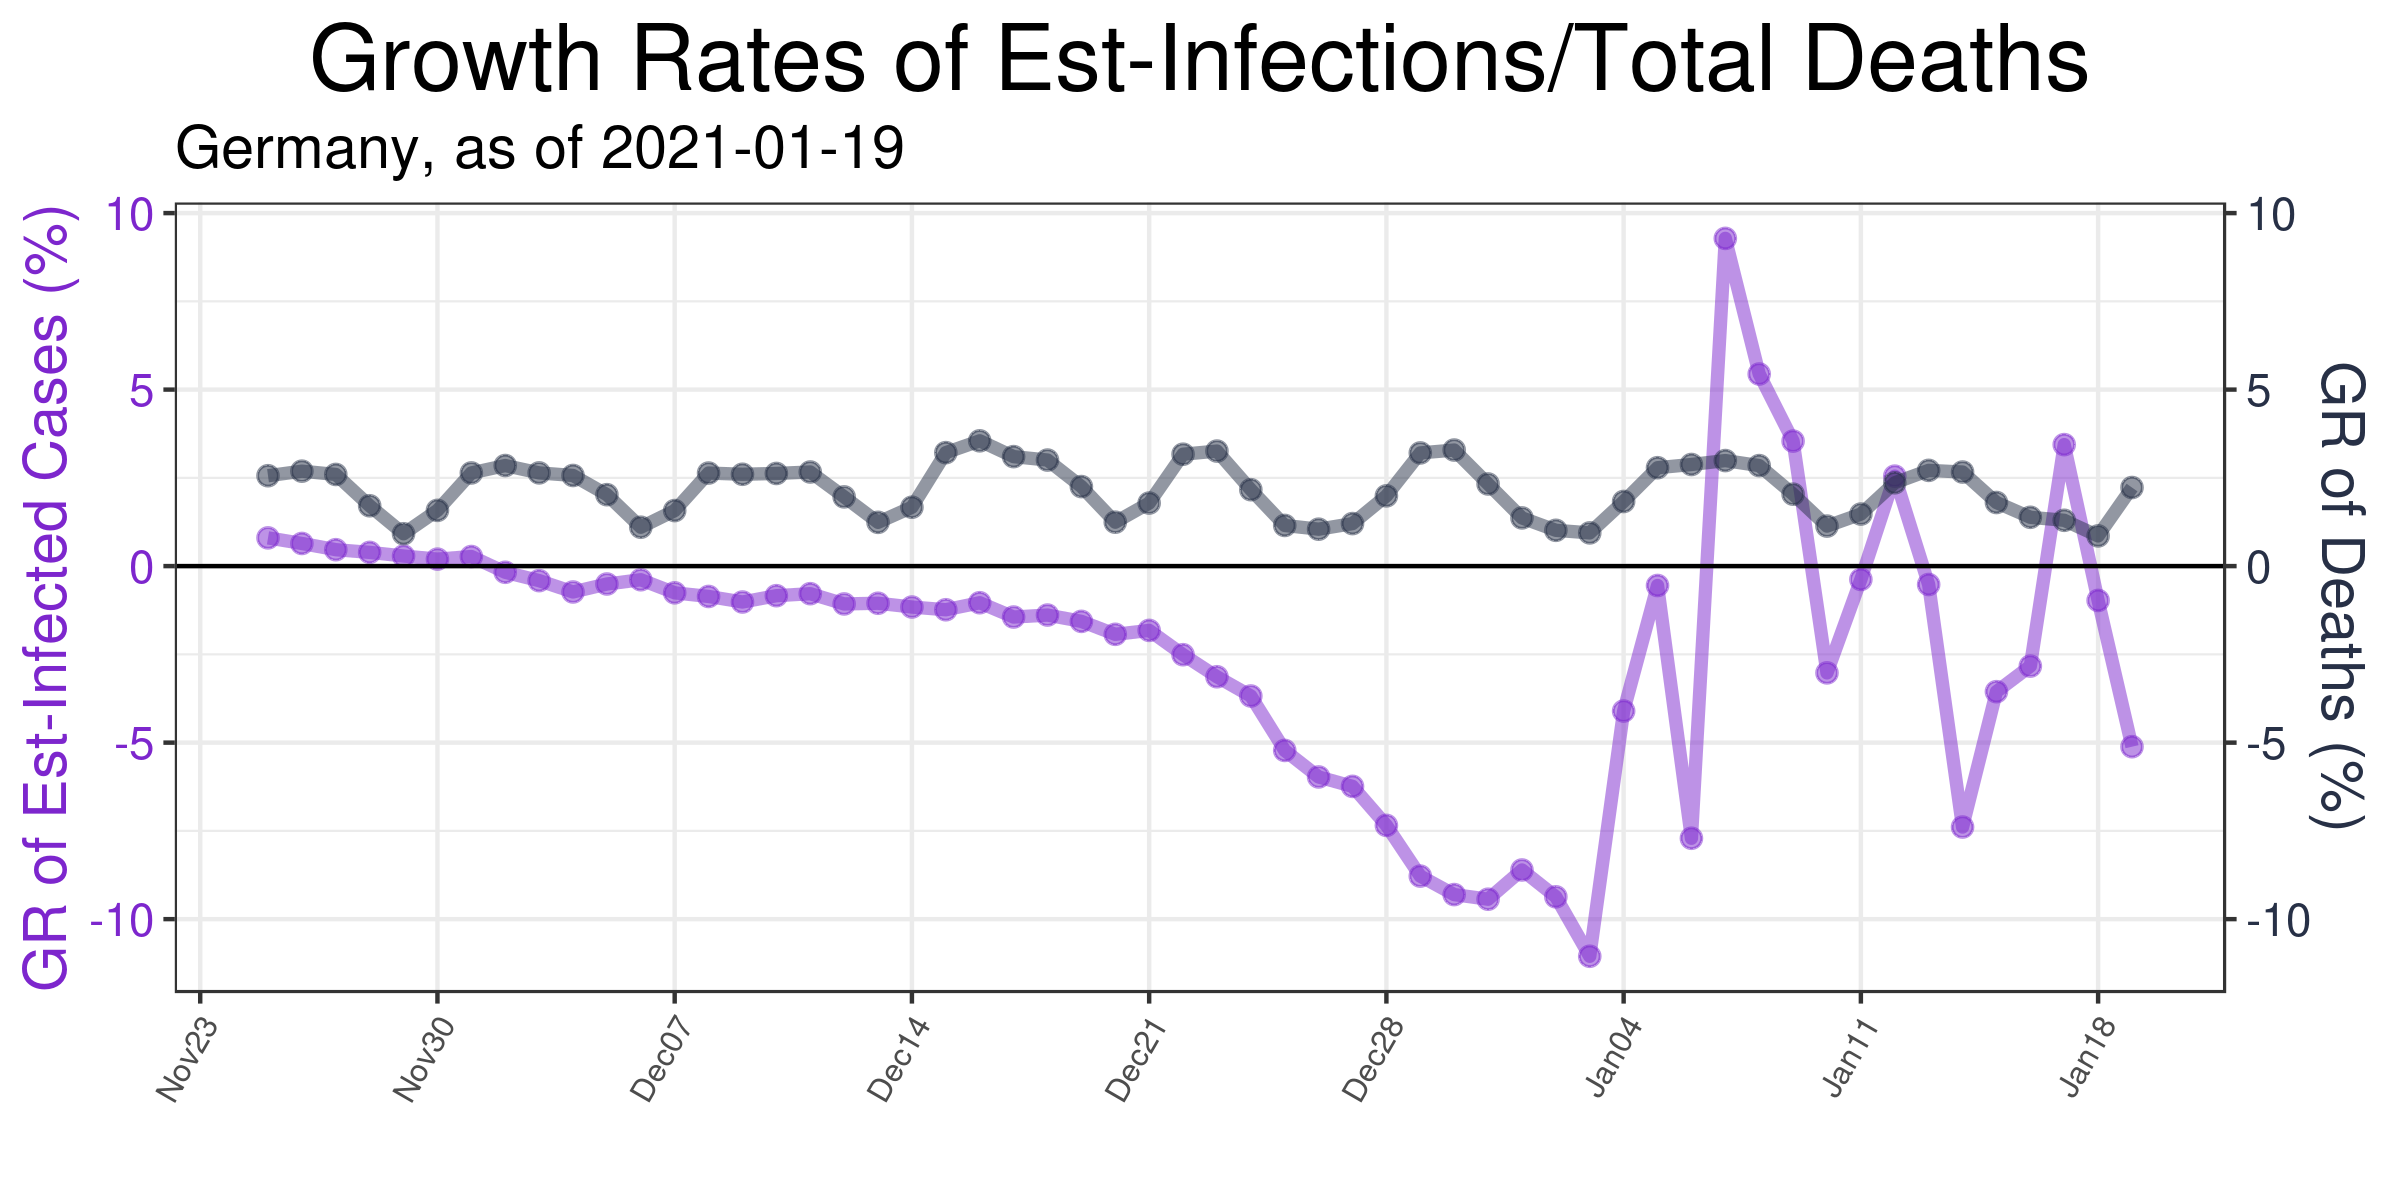 Growth Rates of Est-Infections/Total Deaths
Germany, as of 2021-01-19
GR of Est-Infected Cases (%)
10
5
0
-5
-10
10
5
0
-5
-10
GR of Deaths (%)
Nov23
Nov30
Dec07
Dec14
Dec21
Dec28
Jan04
Jan11
Jan18